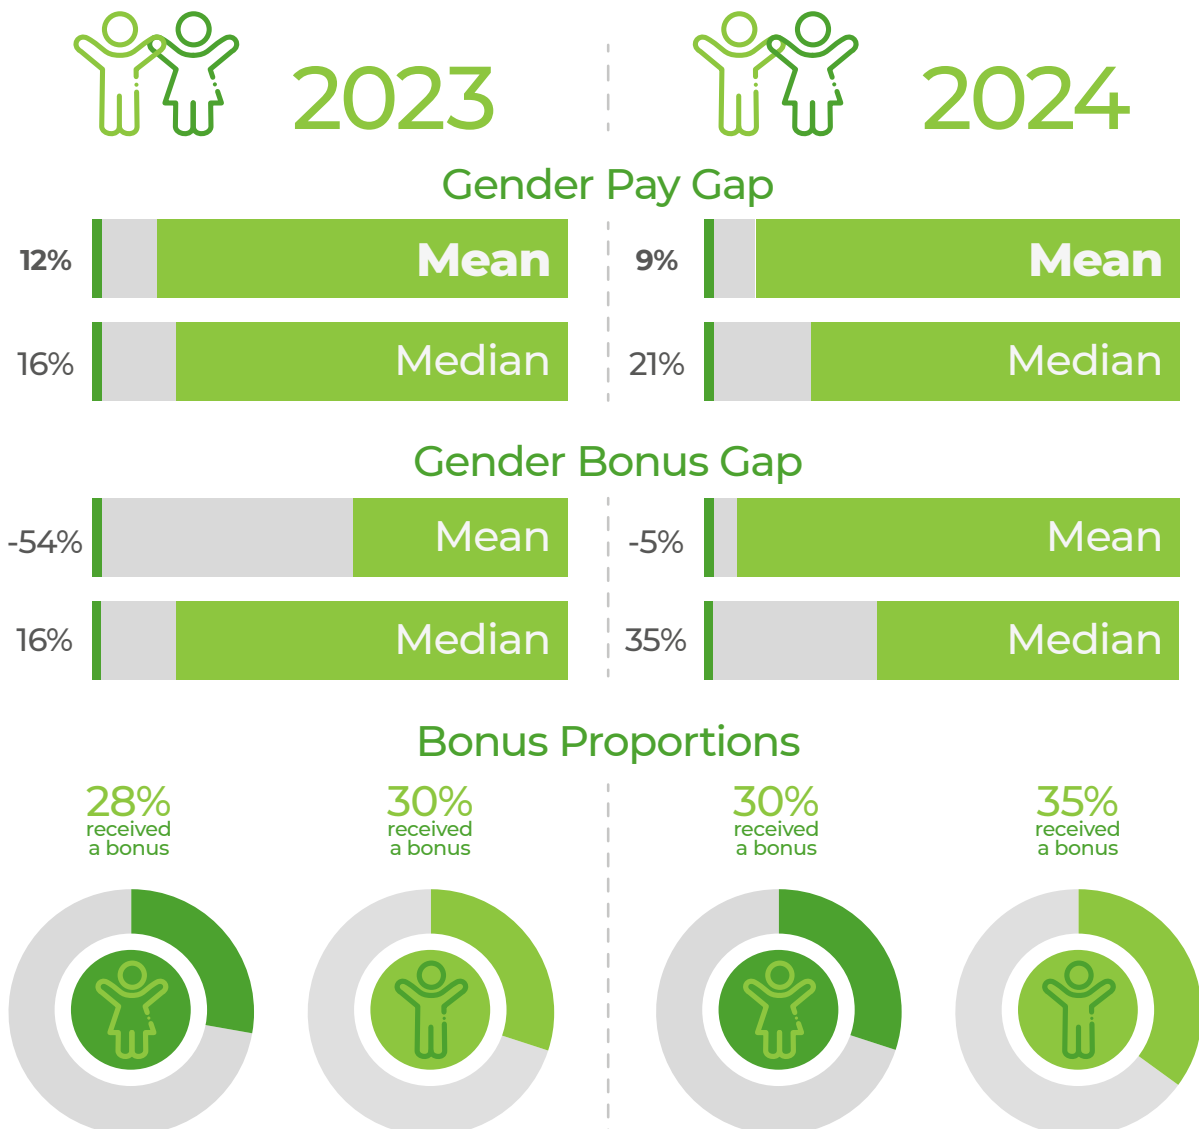 2023
2024
Gender Pay Gap
12%
Mean
9%
Mean
16%
Median
21%
Median
Gender Bonus Gap
-54%
Mean
-5%
Mean
16%
Median
35%
Median
Bonus Proportions
28%
received
a bonus
30%
received
a bonus
30%
received
a bonus
35%
received
a bonus